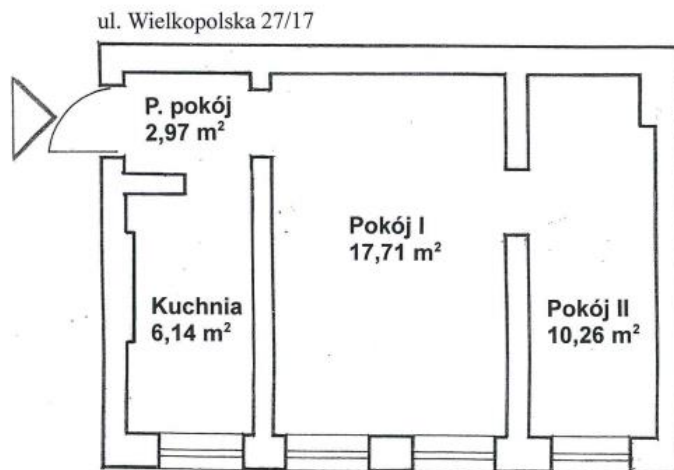 ul. Wielkopolska 27/17
P. pokój
2,97 m²
Pokój I
17,71 m²
Kuchnia
6,14 m²
Pokój II
10,26 m²